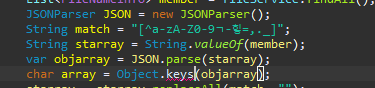 JSONParser JSON = new JSONParser();
String match = "[^a-zA-Z0-9ㄱ-힣=,._]";
String starray = String.valueOf(member);
var objarray = JSON.parse(starray);
char array = Object.keys(objarray);